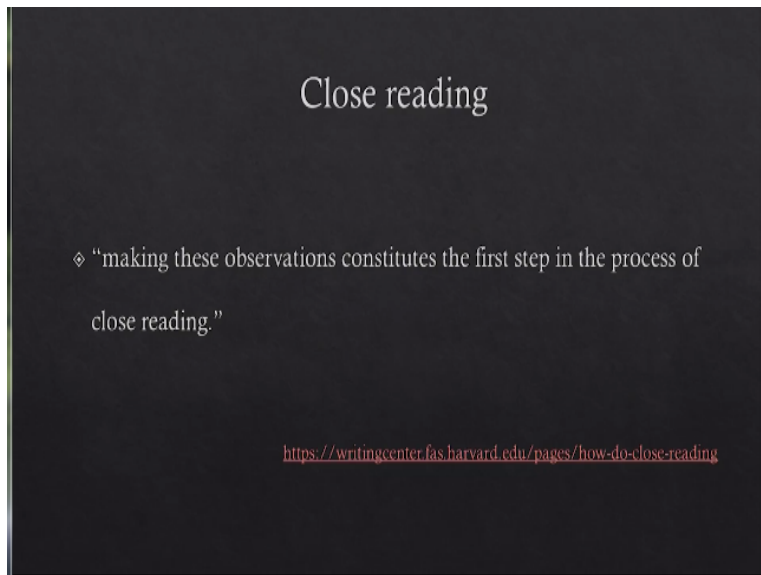 Close reading
“making these observations constitutes the first step in the process of
close reading.”
https://writingcenter.fas.harvard.edu/pages/how-do-close-reading